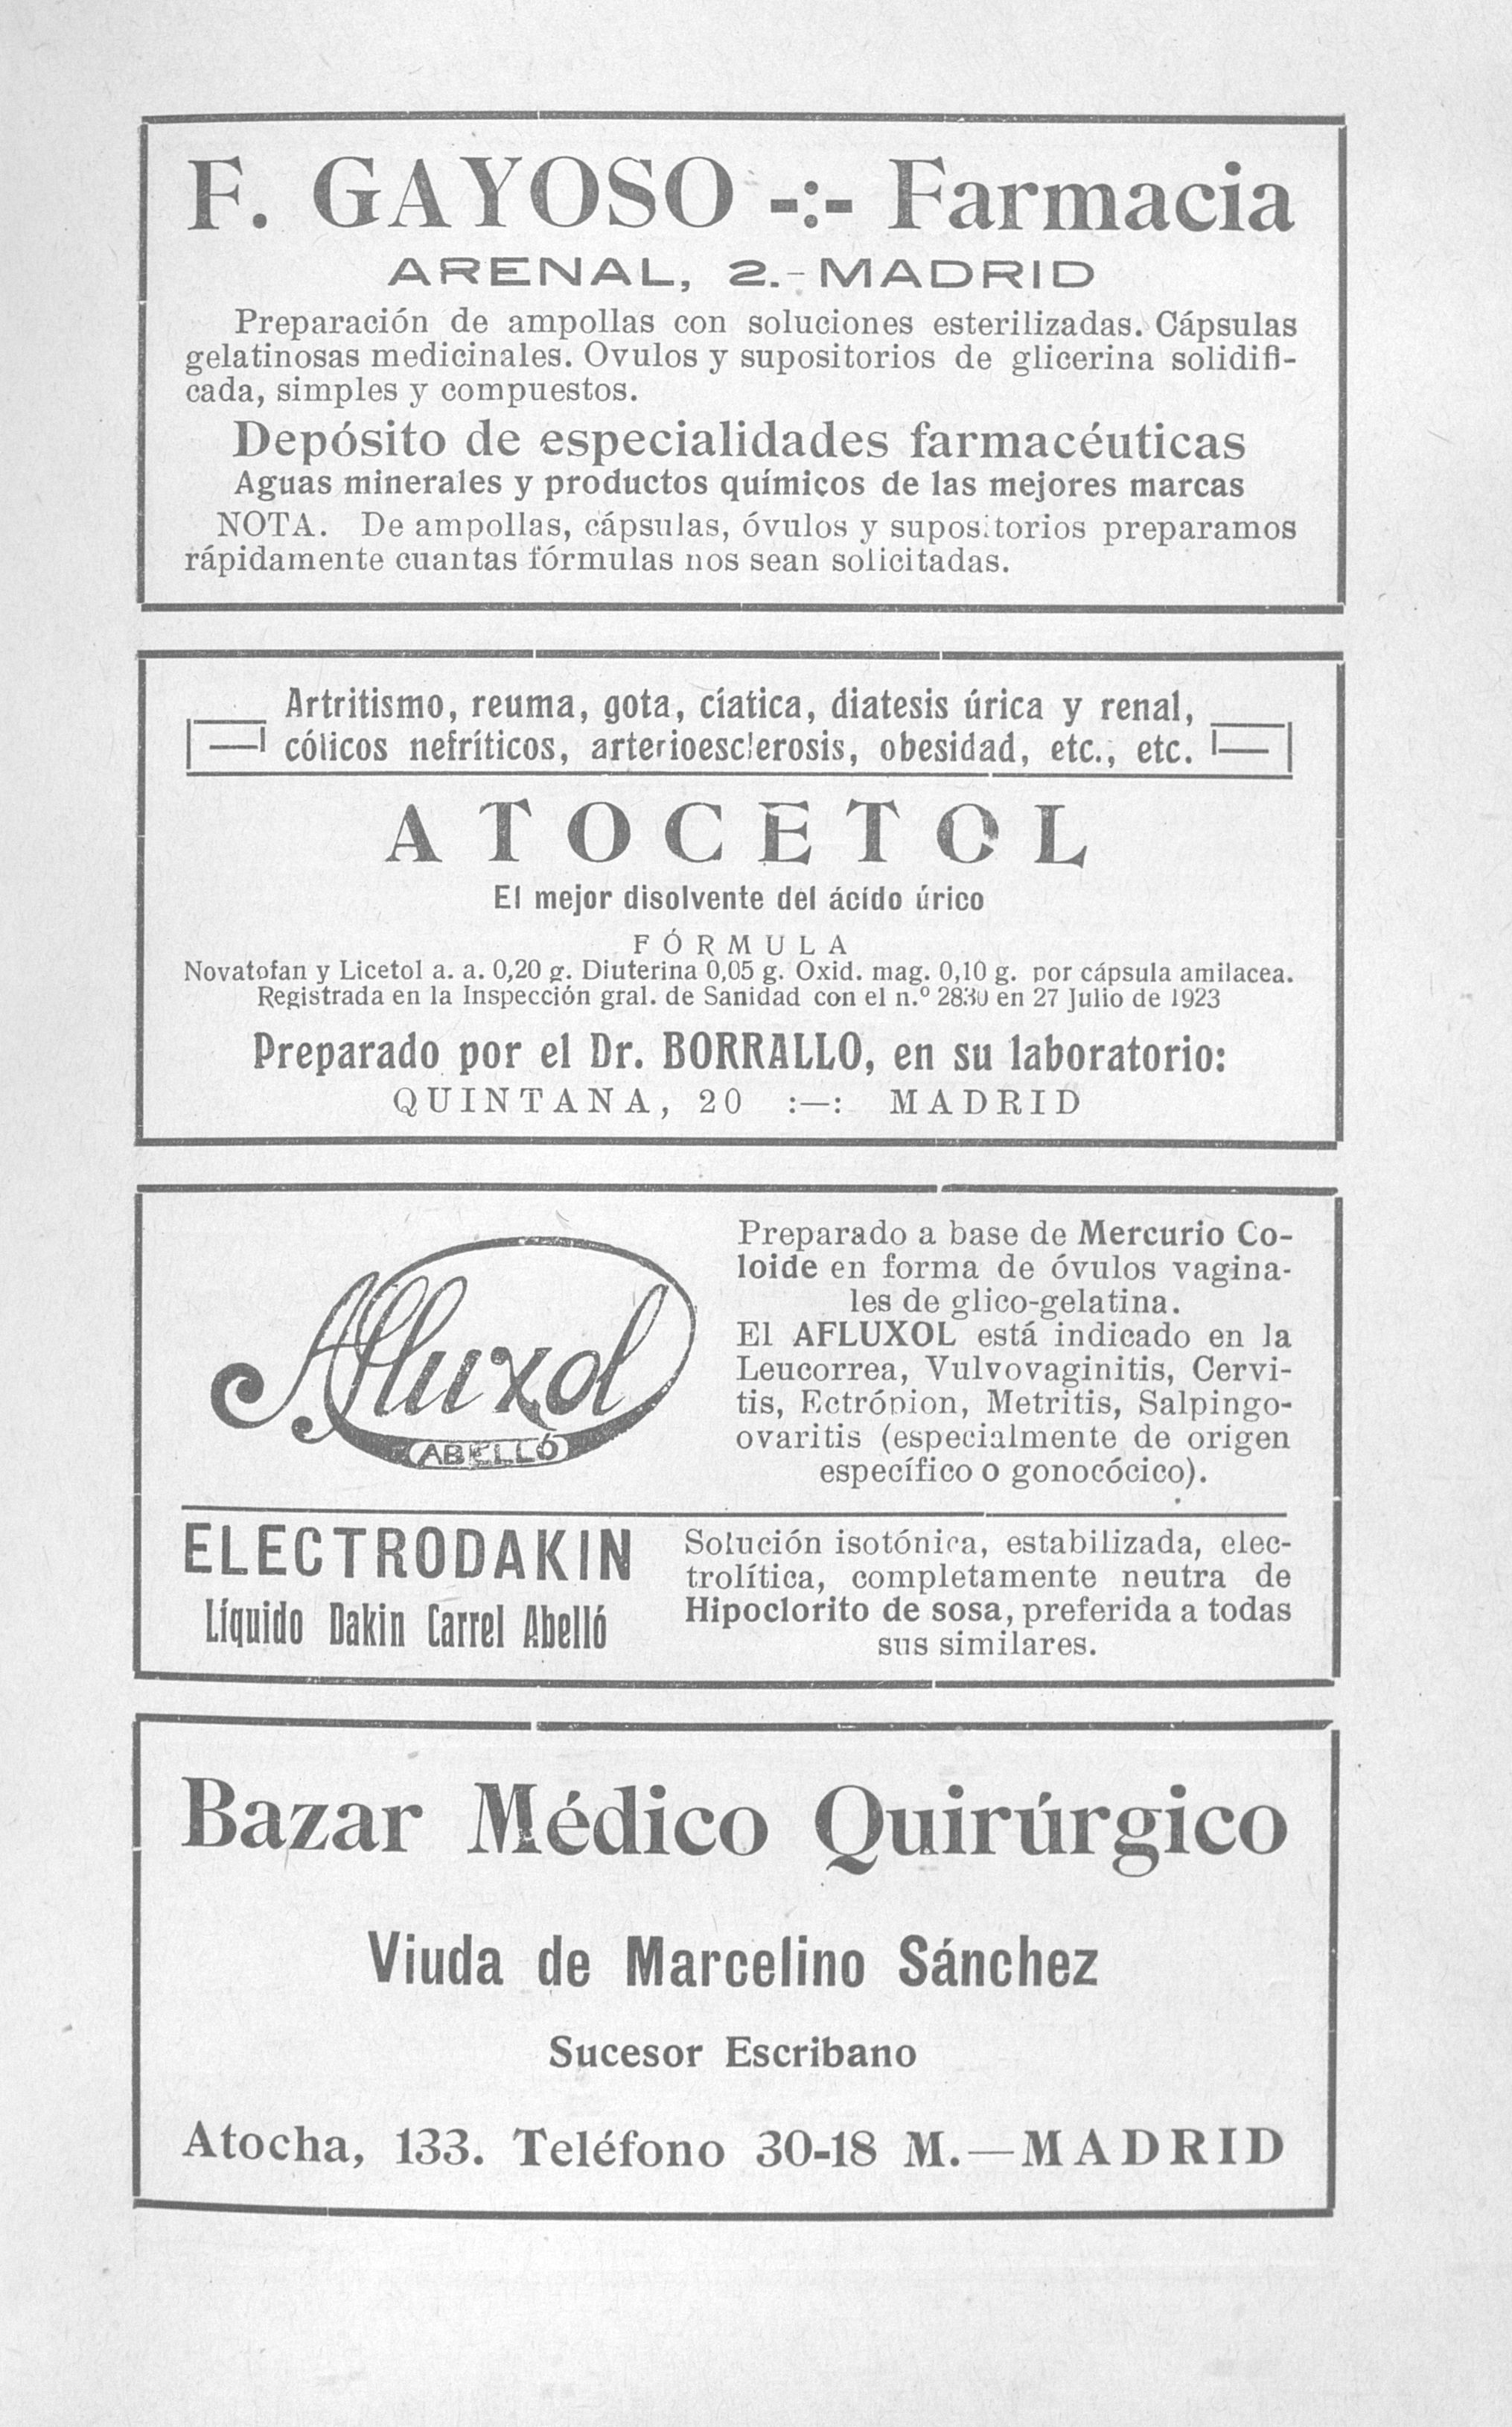 F. GAYOSO -:- Farmacia
ARENAL, 2.-MADRID
Preparación de ampollas con soluciones esterilizadas. Cápsulas
gelatinosas medicinales. Ovulos y supositorios de glicerina solidifi-
cada, simples y compuestos.
Depósito de especialidades farmacéuticas
Aguas minerales y productos químicos de las mejores marcas
NOTA. De ampollas, cápsulas, óvulos y supositorios preparamos
rápidamente cuantas fórmulas nos sean solicitadas.
Artritismo, reuma, gota, cíatica, diatesis úrica y renal,
cólicos nefríticos, arterioesclerosis, obesidad, etc., etc.
ATOCETOL
El mejor disolvente del ácido úrico
FÓRMULA
Novatofan y Licetol a. a. 0,20 g. Diuterina 0,05 g. Oxid. mag. 0,10 g. por cápsula amilacea.
Registrada en la Inspección gral. de Sanidad con el n.º 2830 en 27 Julio de 1923
Preparado por el Dr. BORRALLO, en su laboratorio:
QUINTANA, 20 :—: MADRID
Afluxol
ABELLÓ
Preparado a base de Mercurio Co-
loide en forma de óvulos vagina-
les de glico-gelatina.
El AFLUXOL está indicado en la
Leucorrea, Vulvovaginitis, Cervi-
tis, Ectrópion, Metritis, Salpingo-
ovaritis (especialmente de origen
específico o gonocócico).
ELECTRODAKIN
Líquido Dakin Carrel Abelló
Solución isotónica, estabilizada, elec-
trolítica, completamente neutra de
Hipoclorito de sosa, preferida a todas
sus similares.
Bazar Médico Quirúrgico
Viuda de Marcelino Sánchez
Sucesor Escribano
Atocha, 133. Teléfono 30-18 M.—MADRID